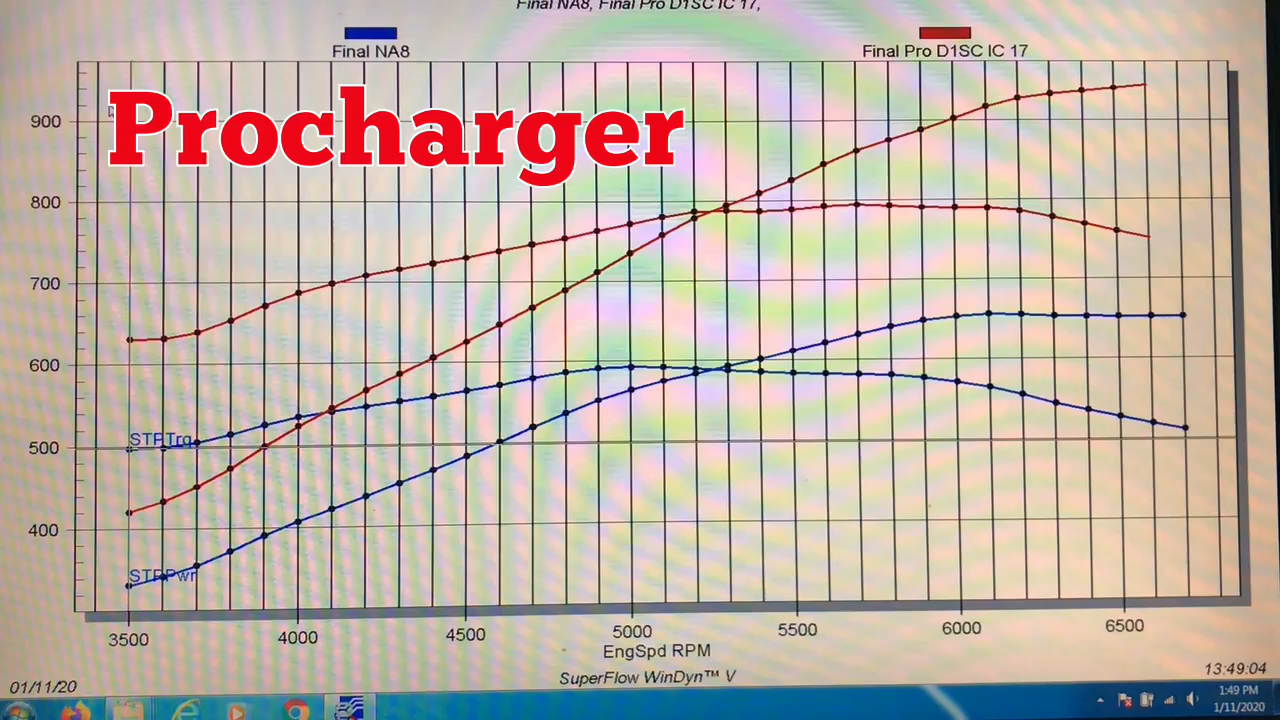 Final NA8, Final Pro D1SC IC 17,
Final NA8
Final Pro D1SC IC 17
Procharger
900
800
700
600
500
400
STPTrq
STPPwr
3500 4000 4500 5000 5500 6000 6500
EngSpd RPM
SuperFlow WinDyn™ V
01/11/20
13:49:04
1:49 PM
1/11/2020